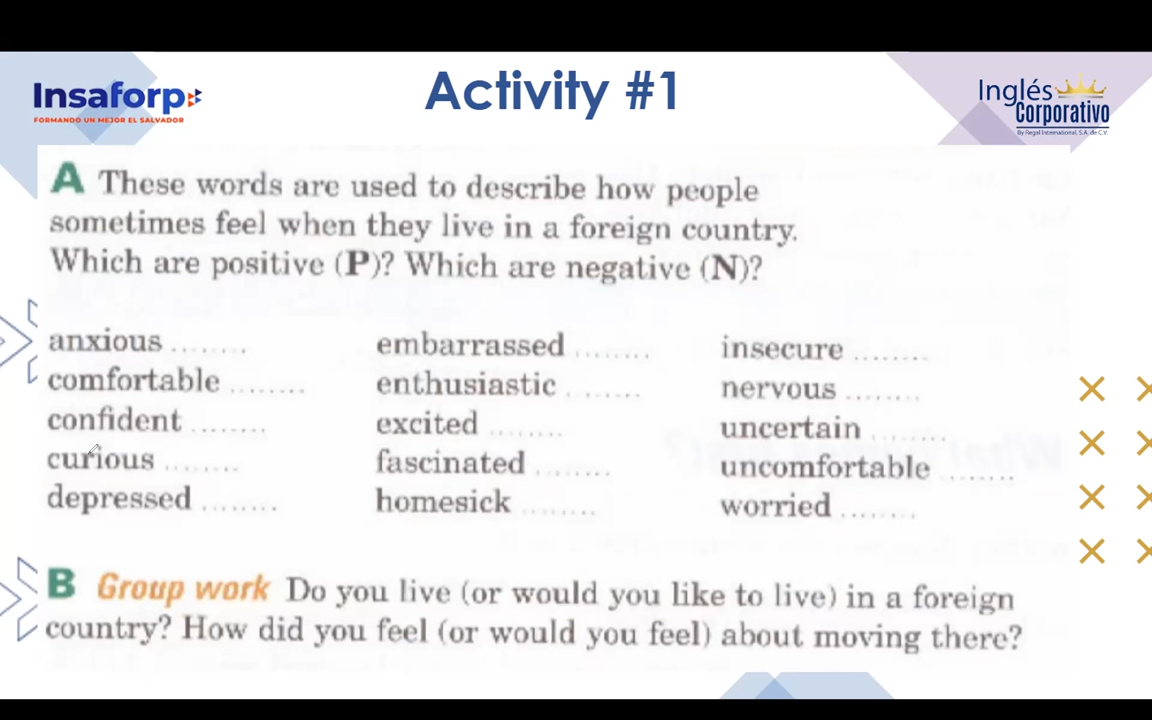 Insaforp
FORMANDO UN MEJOR EL SALVADOR
Activity #1
Inglés
Corporativo
By Regal International, S.A. de C.V.
A These words are used to describe how people
sometimes feel when they live in a foreign country.
Which are positive (P)? Which are negative (N)?
anxious ........
comfortable ........
confident ........
curious ........
depressed ........
embarrassed ........
enthusiastic ........
excited ........
fascinated ........
homesick ........
insecure ........
nervous ........
uncertain ........
uncomfortable ........
worried ........
B Group work Do you live (or would you like to live) in a foreign
country? How did you feel (or would you feel) about moving there?